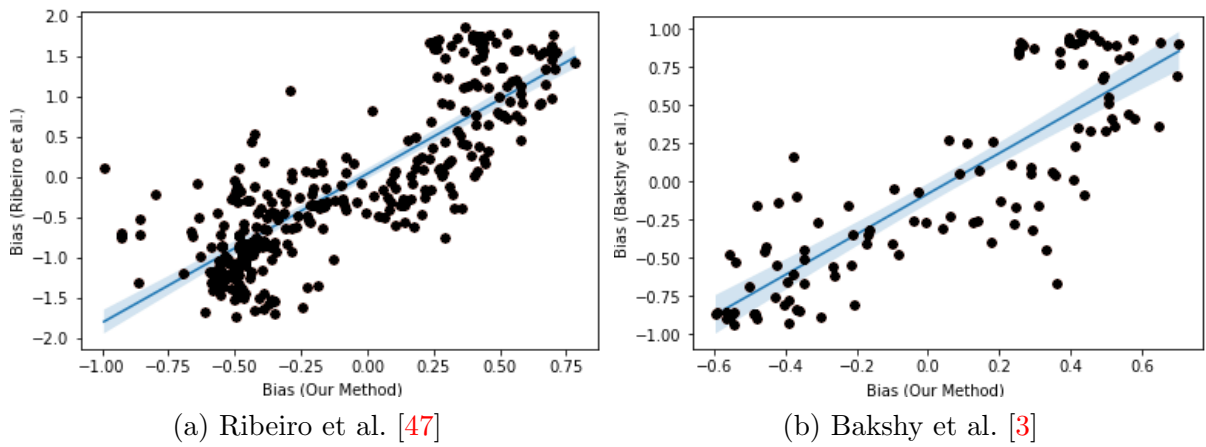 2.0
1.5
1.0
0.5
0.0
−0.5
−1.0
−1.5
−2.0
Bias (Ribeiro et al.)
−1.00 −0.75 −0.50 −0.25 0.00 0.25 0.50 0.75
Bias (Our Method)
(a) Ribeiro et al. [47]
1.00
0.75
0.50
0.25
0.00
−0.25
−0.50
−0.75
−1.00
Bias (Bakshy et al.)
−0.6 −0.4 −0.2 0.0 0.2 0.4 0.6
Bias (Our Method)
(b) Bakshy et al. [3]